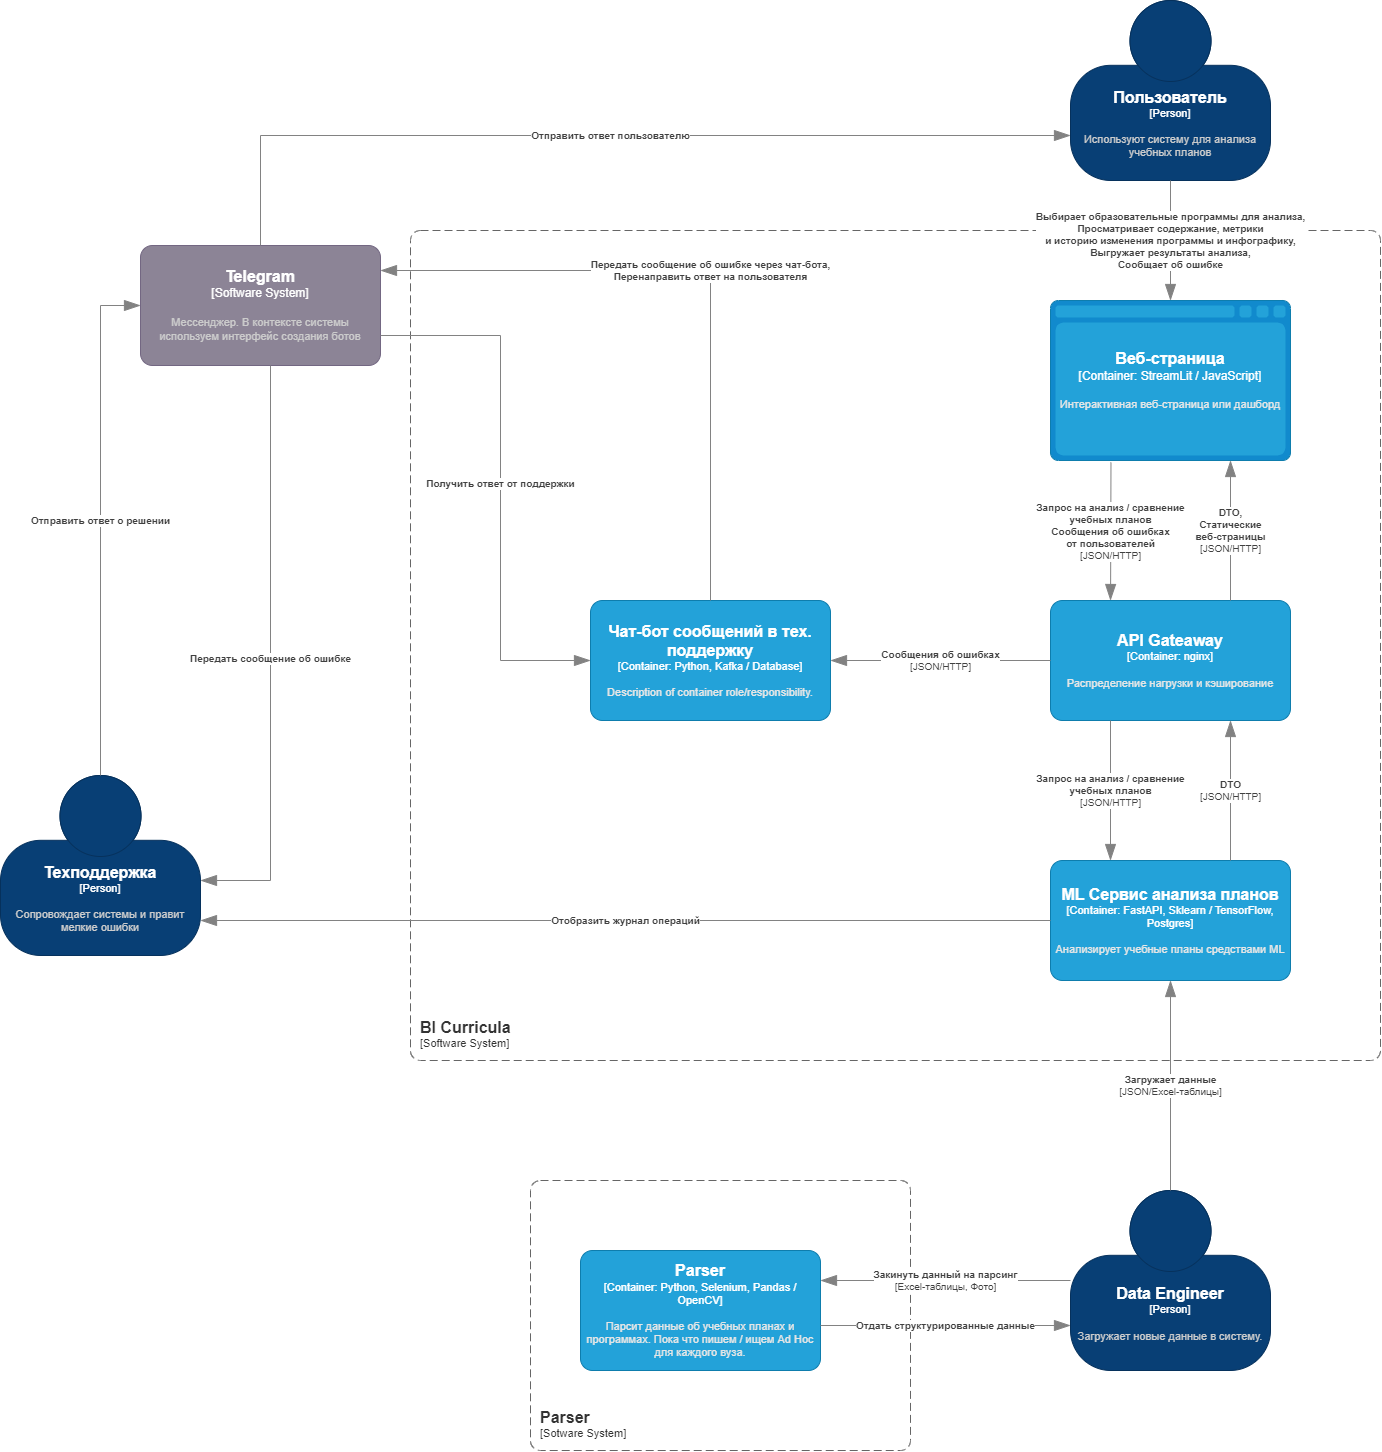 Пользователь
[Person]
Используют систему для анализа
учебных планов
Отправить ответ пользователю
Выбирает образовательные программы для анализа,
Просматривает содержание, метрики
и историю изменения программы и инфографику,
Выгружает результаты анализа,
Сообщает об ошибке
Telegram
[Software System]
Мессенджер. В контексте системы
используем интерфейс создания ботов
Передать сообщение об ошибке через чат-бота,
Перенаправить ответ на пользователя
Веб-страница
[Container: StreamLit / JavaScript]
Интерактивная веб-страница или дашборд
Получить ответ от поддержки
Отправить ответ о решении
Запрос на анализ / сравнение
учебных планов
Сообщения об ошибках
от пользователей
[JSON/HTTP]
DTO,
Статические
веб-страницы
[JSON/HTTP]
Передать сообщение об ошибке
Чат-бот сообщений в тех.
поддержку
[Container: Python, Kafka / Database]
Description of container role/responsibility.
Сообщения об ошибках
[JSON/HTTP]
API Gateaway
[Container: nginx]
Распределение нагрузки и кэширование
Запрос на анализ / сравнение
учебных планов
[JSON/HTTP]
DTO
[JSON/HTTP]
Техподдержка
[Person]
Сопровождает системы и правит
мелкие ошибки
Отобразить журнал операций
ML Сервис анализа планов
[Container: FastAPI, Sklearn / TensorFlow,
Postgres]
Анализирует учебные планы средствами ML
BI Curricula
[Software System]
Загружает данные
[JSON/Excel-таблицы]
Parser
[Container: Python, Selenium, Pandas /
OpenCV]
Парсит данные об учебных планах и
программах. Пока что пишем / ищем Ad Hoc
для каждого вуза.
Закинуть данный на парсинг
[Excel-таблицы, Фото]
Отдать структурированные данные
Data Engineer
[Person]
Загружает новые данные в систему.
Parser
[Sotware System]